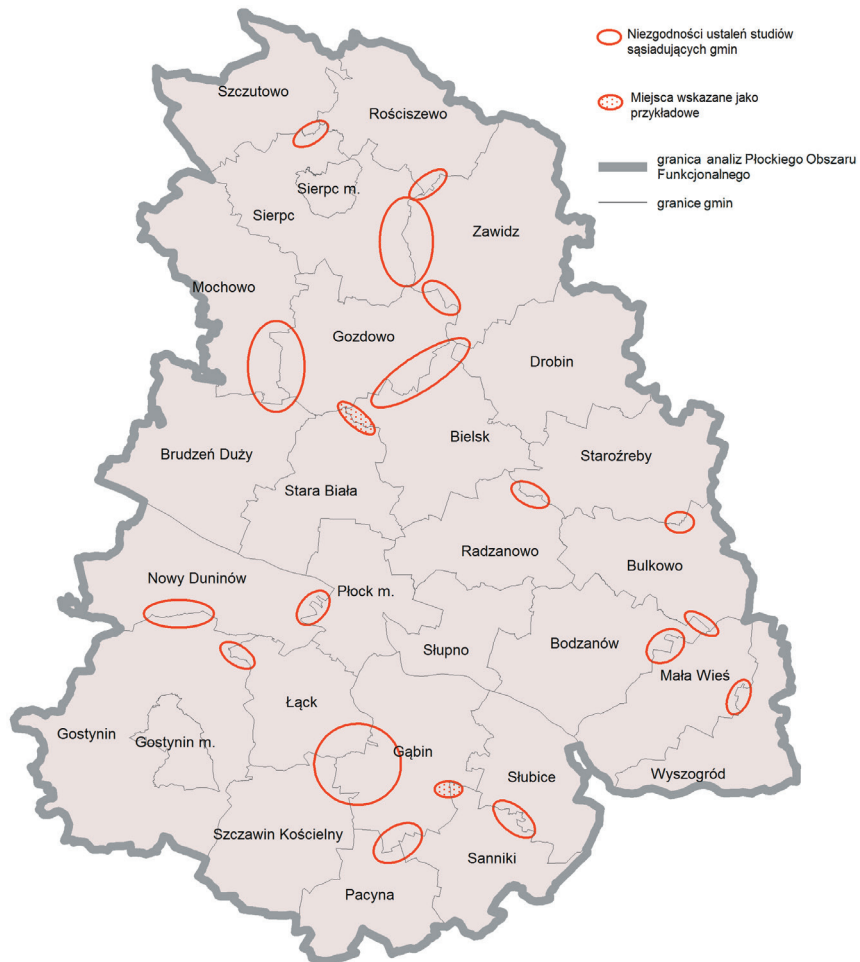 Niezgodności ustaleń studiów
sąsiadujących gmin
Miejsca wskazane jako
przykładowe
granica analiz Płockiego Obszaru
Funkcjonalnego
granice gmin
Szczutowo
Rościszewo
Sierpc m.
Sierpc
Zawidz
Mochowo
Gozdowo
Drobin
Brudzeń Duży
Bielsk
Staroźreby
Stara Biała
Radzanowo
Bulkowo
Nowy Duninów
Płock m.
Słupno
Bodzanów
Mała Wieś
Łąck
Gostynin
Gostynin m.
Gąbin
Słubice
Wyszogród
Szczawin Kościelny
Sanniki
Pacyna